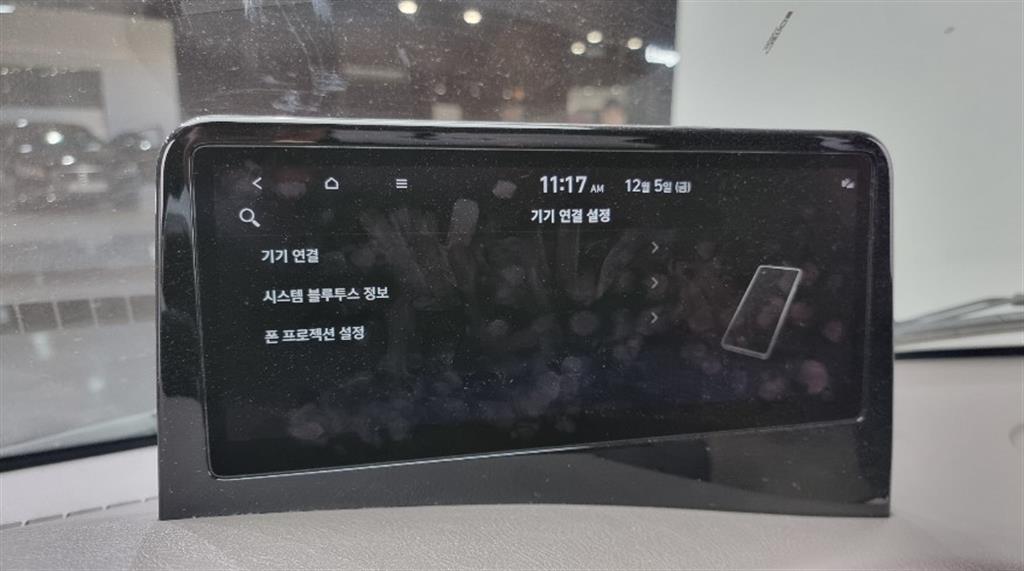 11:17 AM 12월 5일 (금)
기기 연결 설정
기기 연결
시스템 블루투스 정보
폰 프로젝션 설정